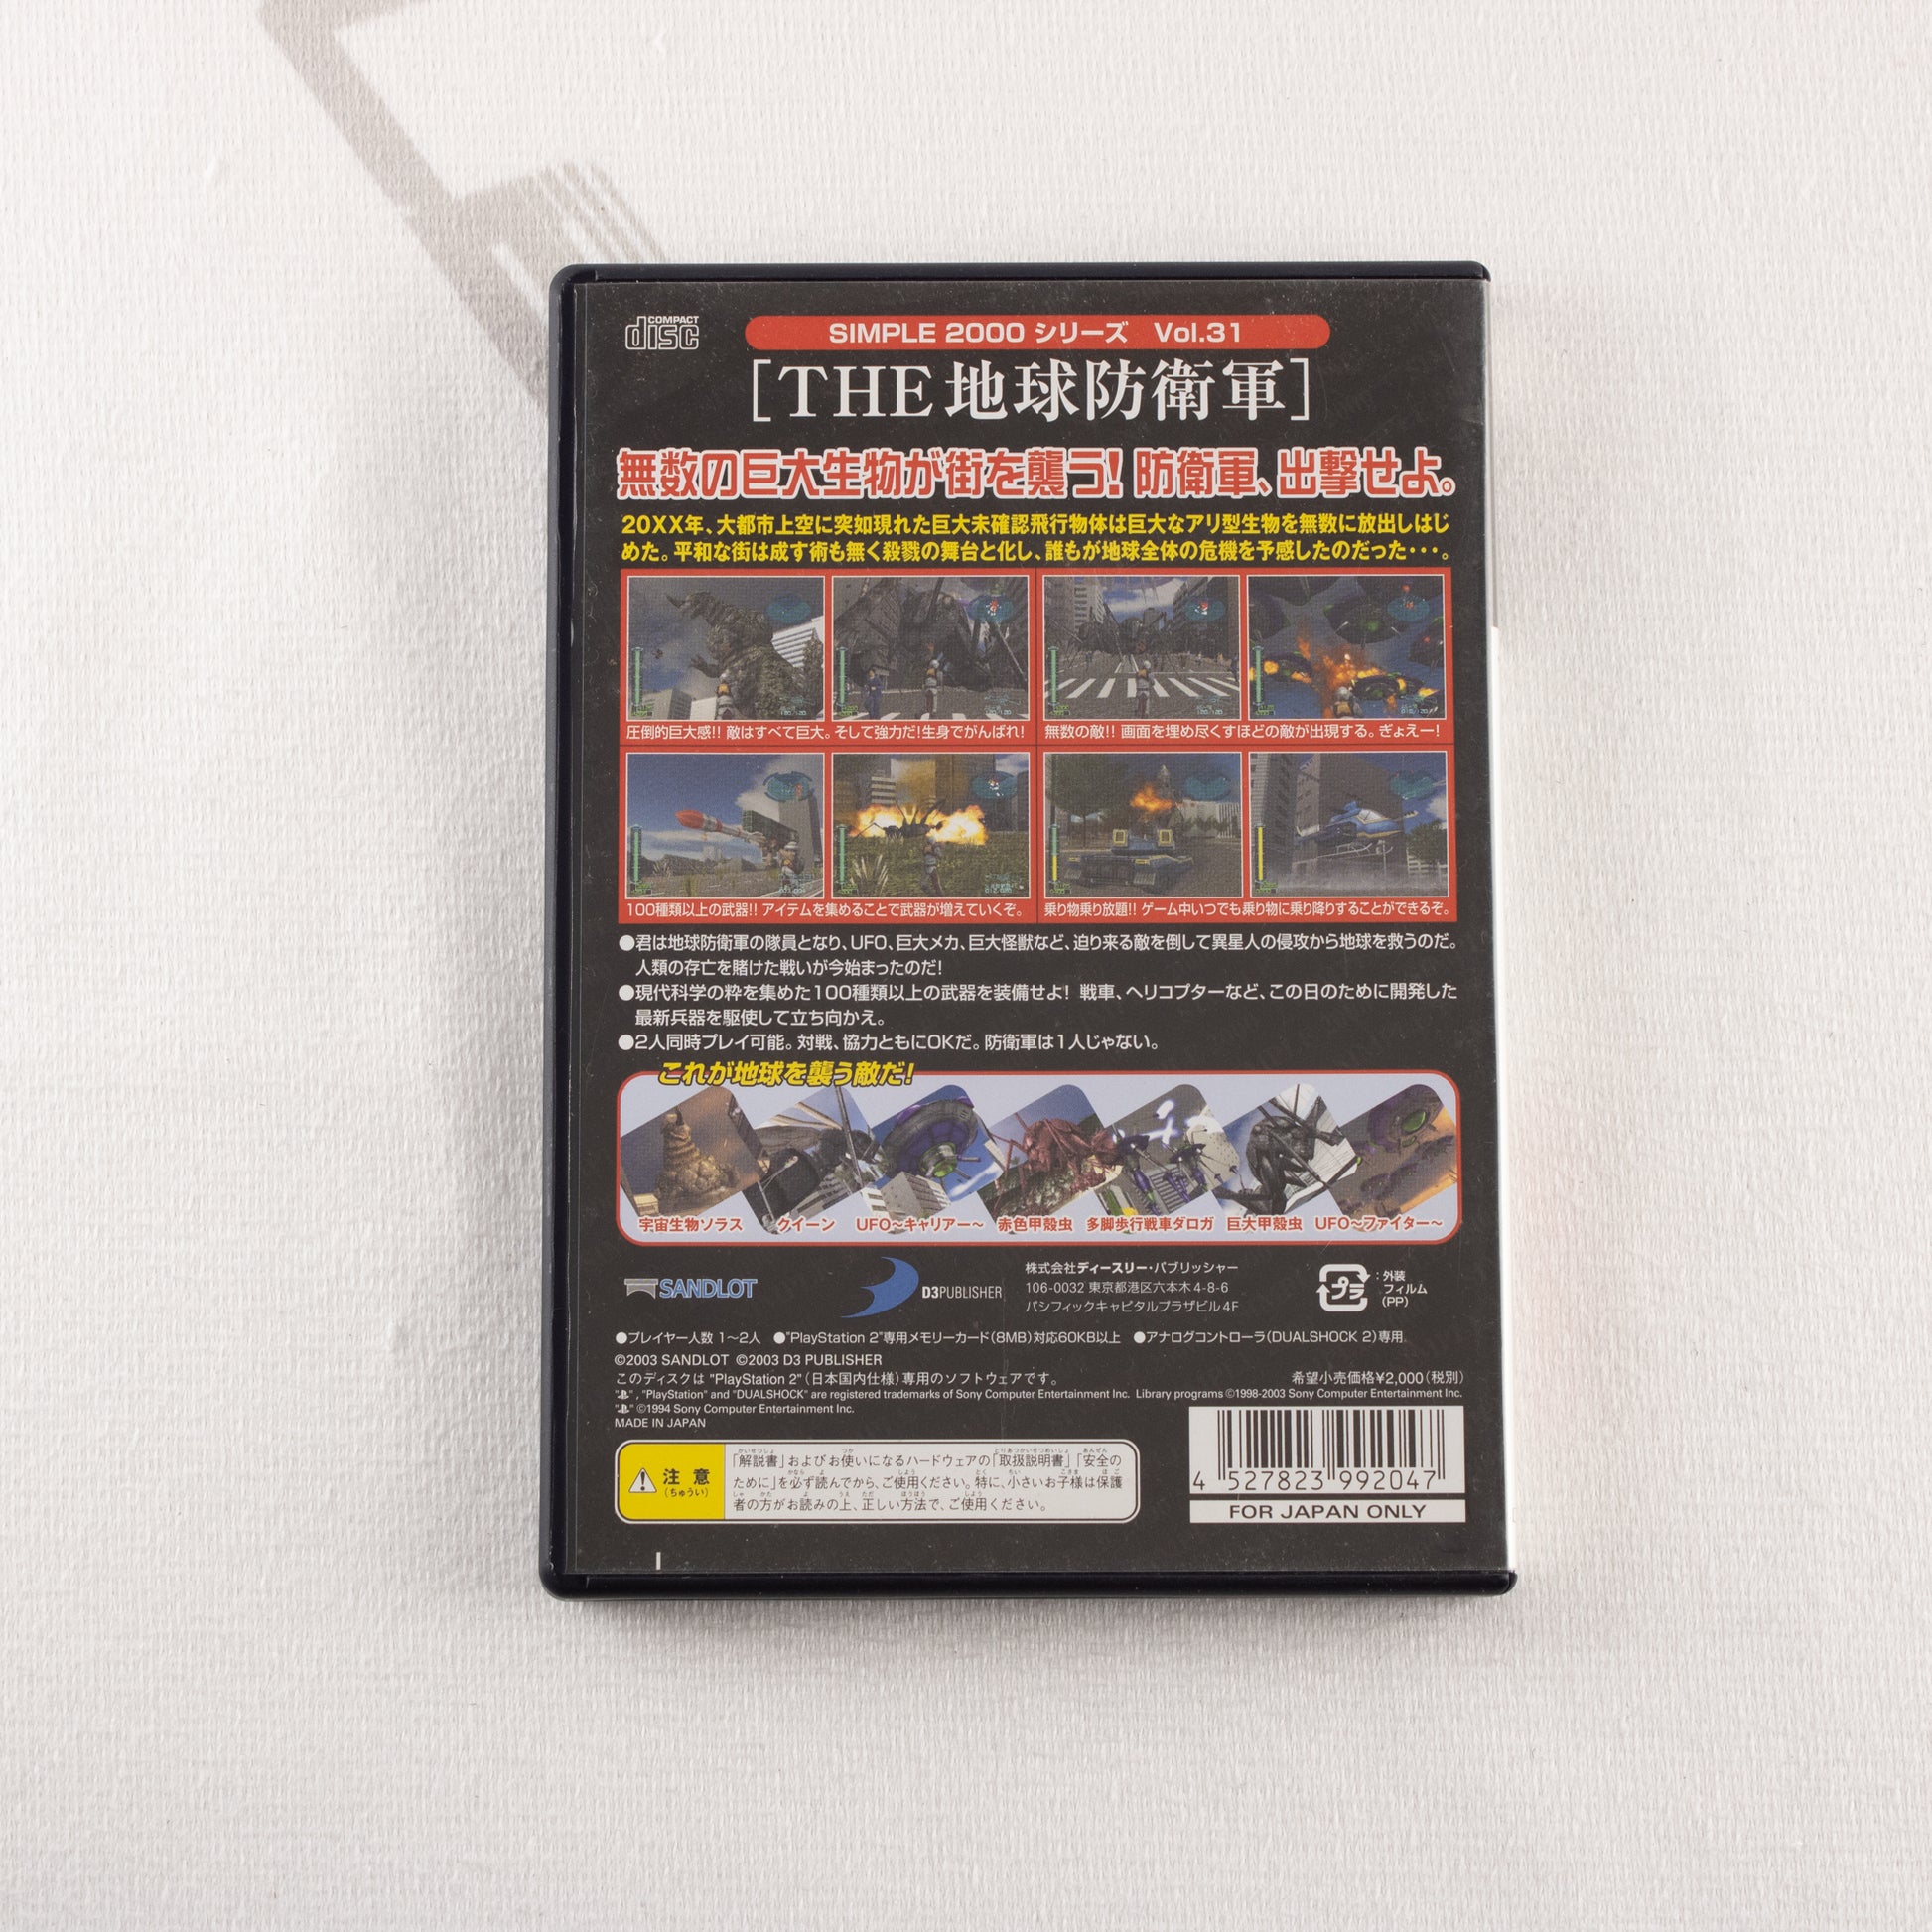 COMPACT
disc
SIMPLE 2000 シリーズ Vol.31
[THE地球防衛軍]
無数の巨大生物が街を襲う! 防衛軍、出撃せよ。
20XX年、大都市上空に突如現れた巨大未確認飛行物体は巨大なアリ型生物を無数に放出しはじ
めた。平和な街は成す術も無く殺戮の舞台と化し、誰もが地球全体の危機を予感したのだった・・・。
圧倒的巨大感!! 敵はすべて巨大。そして強力だ!生身でがんばれ!
無数の敵!! 画面を埋め尽くすほどの敵が出現する。ぎょえー!
100種類以上の武器!! アイテムを集めることで武器が増えていくぞ。
乗り物乗り放題!! ゲーム中いつでも乗り物に乗り降りすることができるぞ。
●君は地球防衛軍の隊員となり、UFO、巨大メカ、巨大怪獣など、迫り来る敵を倒して異星人の侵攻から地球を救うのだ。
人類の存亡を賭けた戦いが今始まったのだ!
●現代科学の粋を集めた100種類以上の武器を装備せよ! 戦車、ヘリコプターなど、この日のために開発した
最新兵器を駆使して立ち向かえ。
●2人同時プレイ可能。対戦、協力ともにOKだ。防衛軍は1人じゃない。
これが地球を襲う敵だ!
宇宙生物ソラス クイーン UFO〜キャリアー〜 赤色甲殻虫 多脚歩行戦車ダロガ 巨大甲殻虫 UFO〜ファイター〜
SANDLOT
D3PUBLISHER
株式会社ディースリー・パブリッシャー
106-0032 東京都港区六本木4-8-6
パシフィックキャピタルプラザビル4F
プラ
:外装
フィルム
(PP)
●プレイヤー人数 1〜2人 ●"PlayStation 2"専用メモリーカード(8MB)対応60KB以上 ●アナログコントローラ(DUALSHOCK 2)専用
©2003 SANDLOT ©2003 D3 PUBLISHER
このディスクは "PlayStation 2"(日本国内仕様)専用のソフトウェアです。
希望小売価格¥2,000(税別)
" ", "PlayStation" and "DUALSHOCK" are registered trademarks of Sony Computer Entertainment Inc. Library programs ©1998-2003 Sony Computer Entertainment Inc.
" " ©1994 Sony Computer Entertainment Inc.
MADE IN JAPAN
注意
(ちゅうい)
「解説書」およびお使いになるハードウェアの「取扱説明書」「安全の
ために」を必ず読んでから、ご使用ください。特に、小さいお子様は保護
者の方がお読みの上、正しい方法で、ご使用ください。
4 527823 992047
FOR JAPAN ONLY